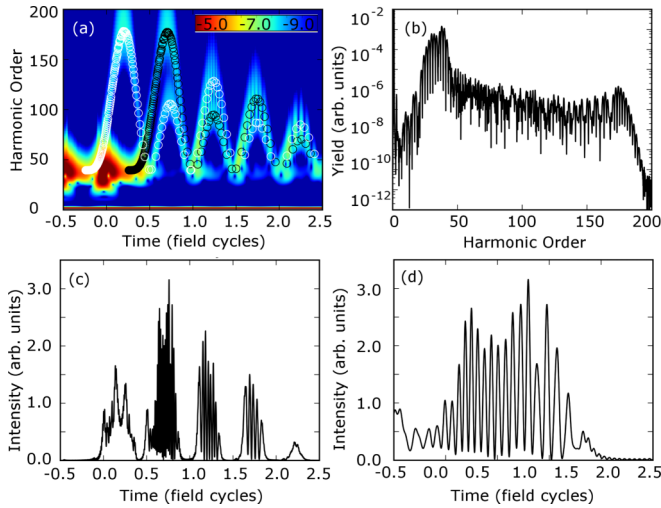 (a)
-5.0 -7.0 -9.0
Harmonic Order
200
150
100
50
0
-0.5 0.0 0.5 1.0 1.5 2.0 2.5
Time (field cycles)
(b)
Yield (arb. units)
10-2
10-4
10-6
10-8
10-10
10-12
0 50 100 150 200
Harmonic Order
(c)
Intensity (arb. units)
3.0
2.0
1.0
0.0
-0.5 0.0 0.5 1.0 1.5 2.0 2.5
Time (field cycles)
(d)
Intensity (arb. units)
3.0
2.0
1.0
0.0
-0.5 0.0 0.5 1.0 1.5 2.0 2.5
Time (field cycles)